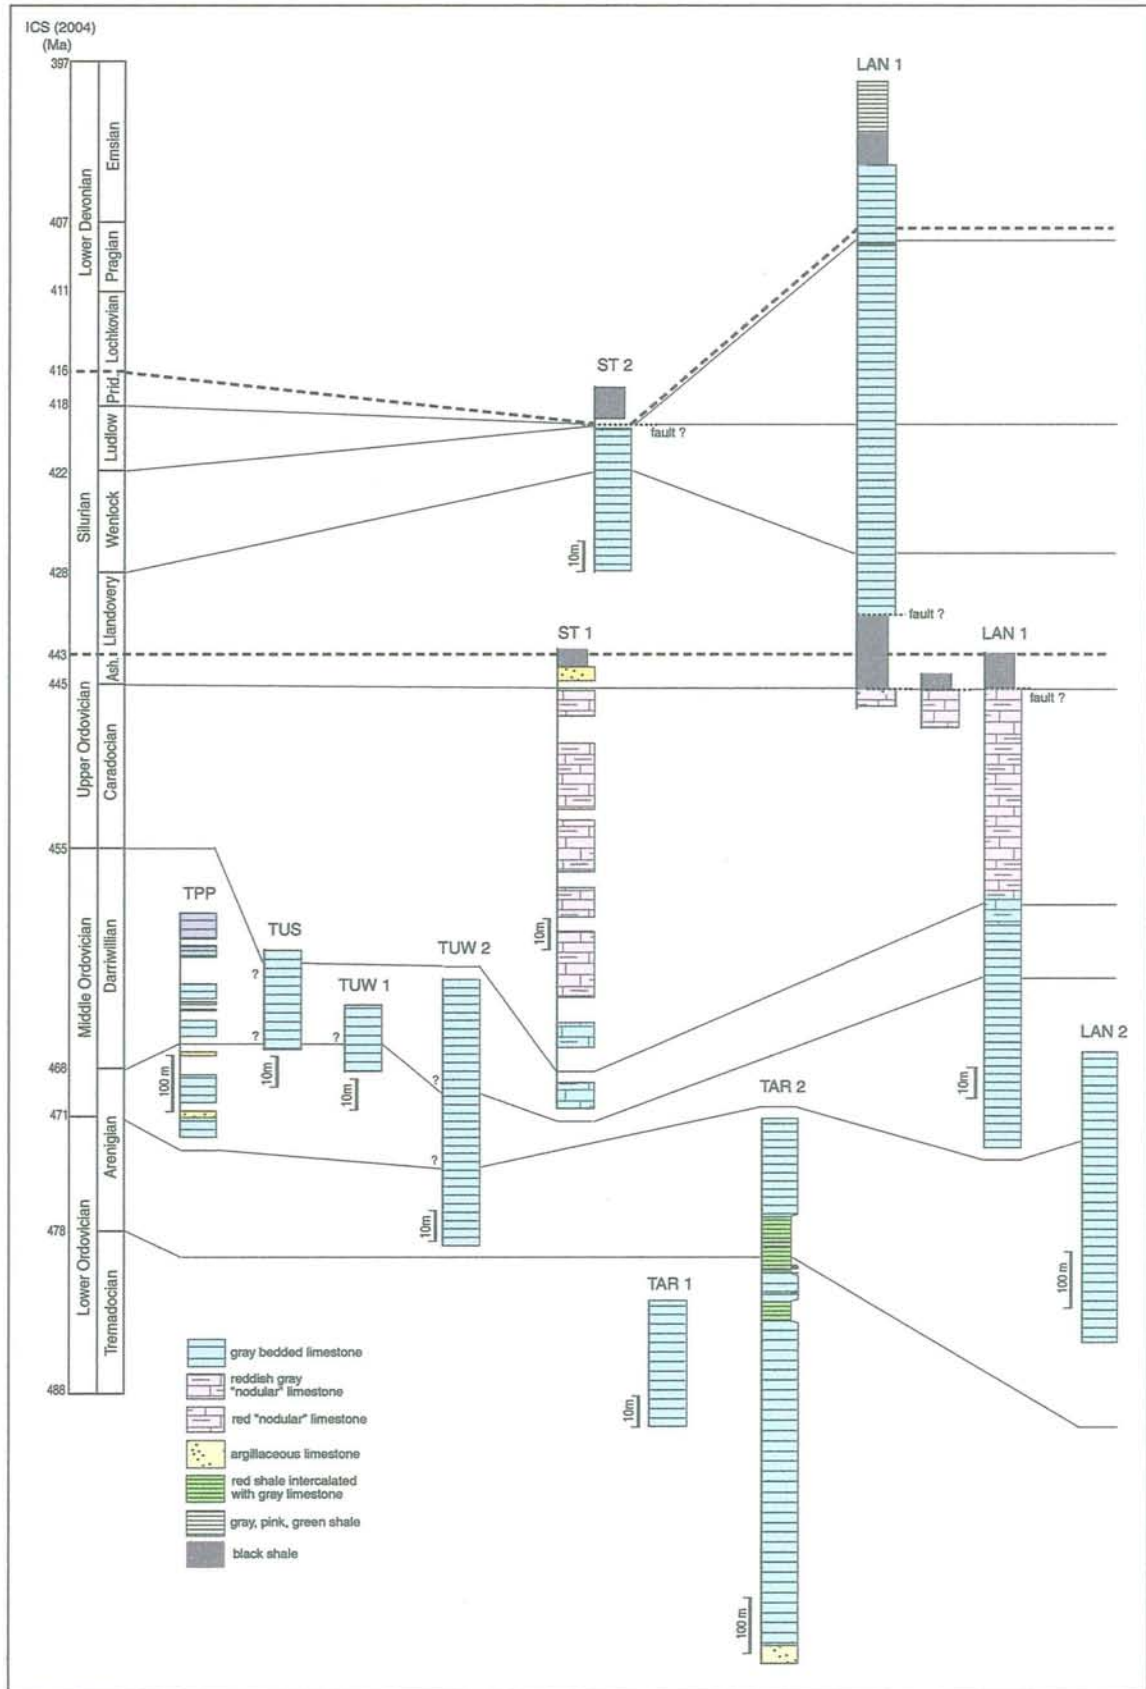 ICS (2004)
(Ma)
397
407
411
416
418
422
428
443
445
455
468
471
478
488
Lower Devonian
Silurian
Upper Ordovician
Middle Ordovician
Lower Ordovician
Emsian
Pragian
Lochkovian
Prid.
Ludlow
Wenlock
Llandovery
Ash.
Caradocian
Darriwillian
Arenigian
Tremadocian
LAN 1
ST 2
fault ?
10m
fault ?
ST 1
LAN 1
fault ?
10m
TPP
100 m
TUS
?
?
10m
TUW 1
?
10m
TUW 2
?
?
10m
10m
LAN 2
100 m
TAR 2
TAR 1
10m
100 m
gray bedded limestone
reddish gray
"nodular" limestone
red "nodular" limestone
argillaceous limestone
red shale intercalated
with gray limestone
gray, pink, green shale
black shale